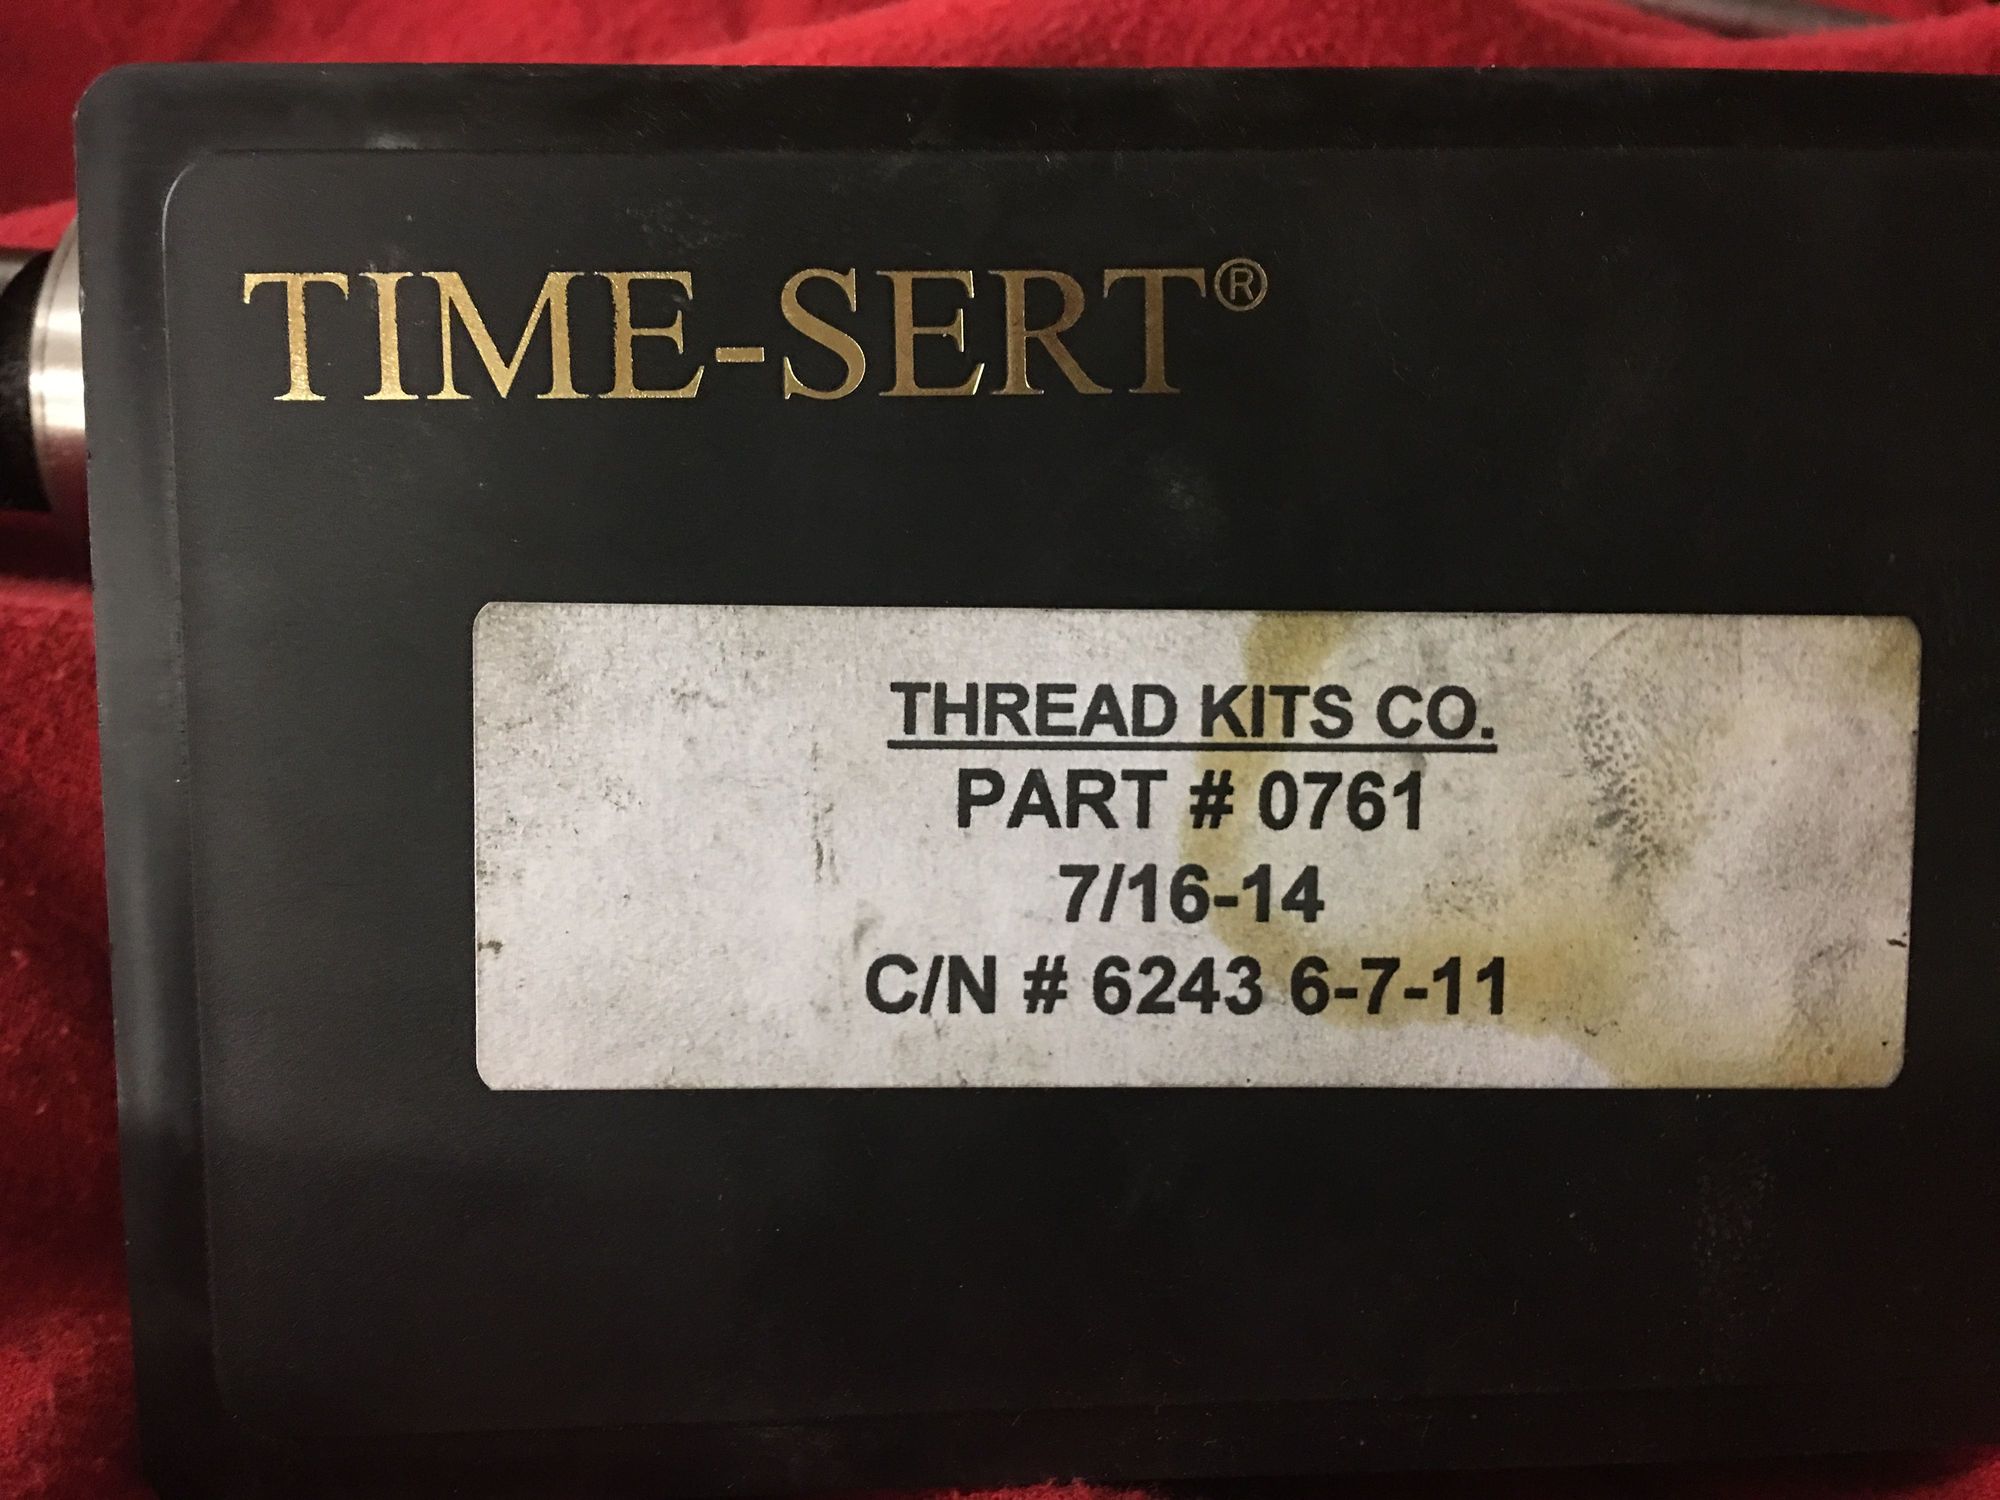 TIME-SERT®
THREAD KITS CO.
PART # 0761
7/16-14
C/N # 6243 6-7-11